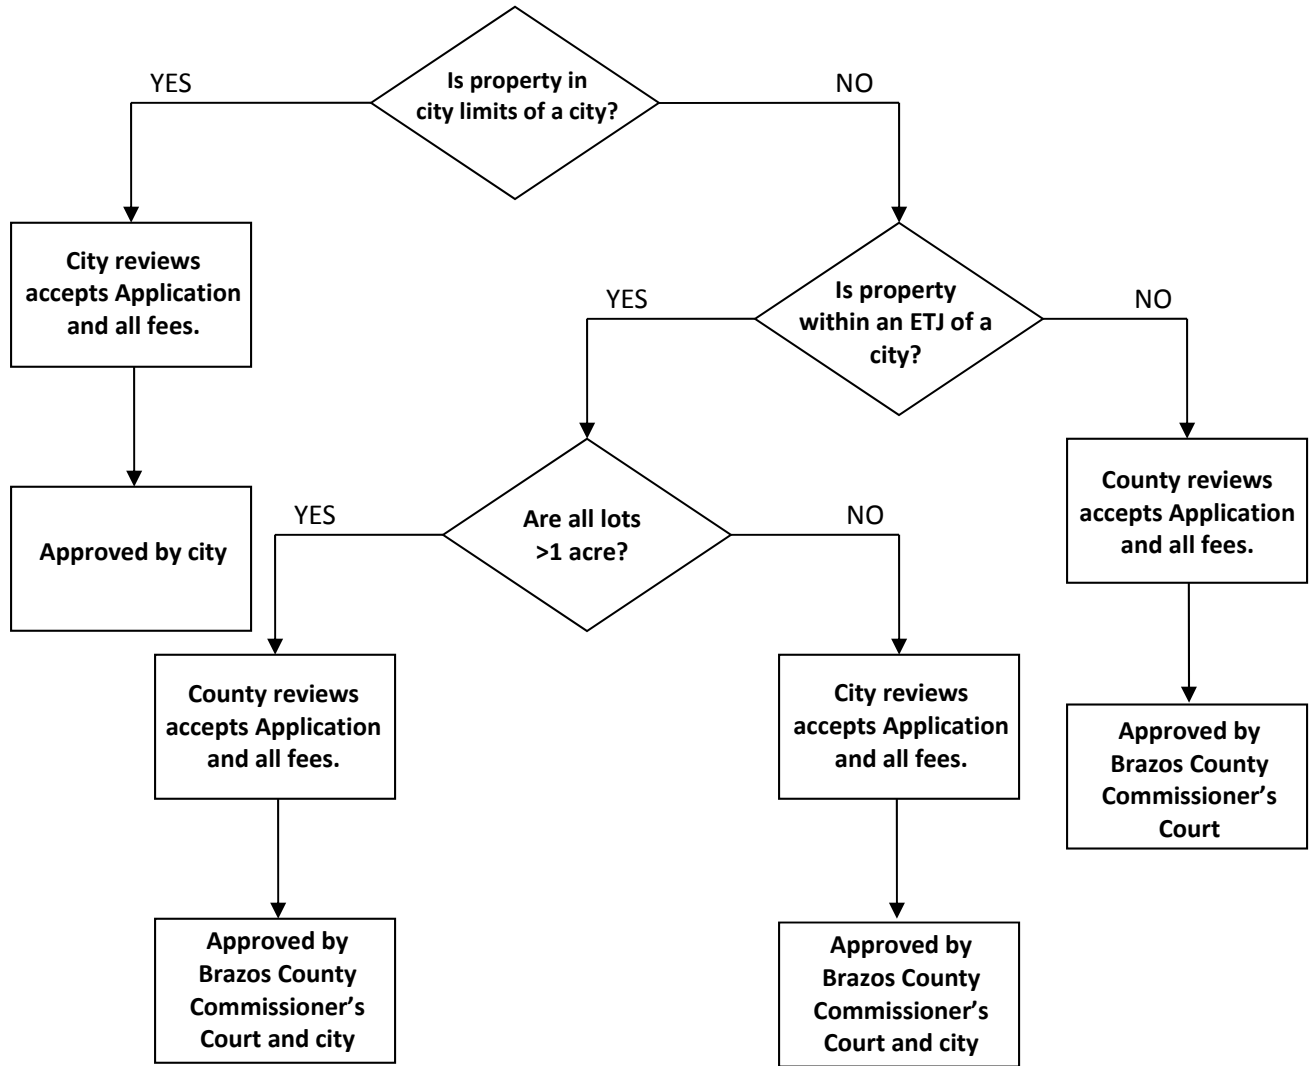 Is property in
city limits of a city?
YES
NO
City reviews
accepts Application
and all fees.
Approved by city
Is property
within an ETJ of a
city?
YES
NO
Are all lots
>1 acre?
YES
NO
County reviews
accepts Application
and all fees.
Approved by
Brazos County
Commissioner’s
Court and city
City reviews
accepts Application
and all fees.
Approved by
Brazos County
Commissioner’s
Court and city
County reviews
accepts Application
and all fees.
Approved by
Brazos County
Commissioner’s
Court